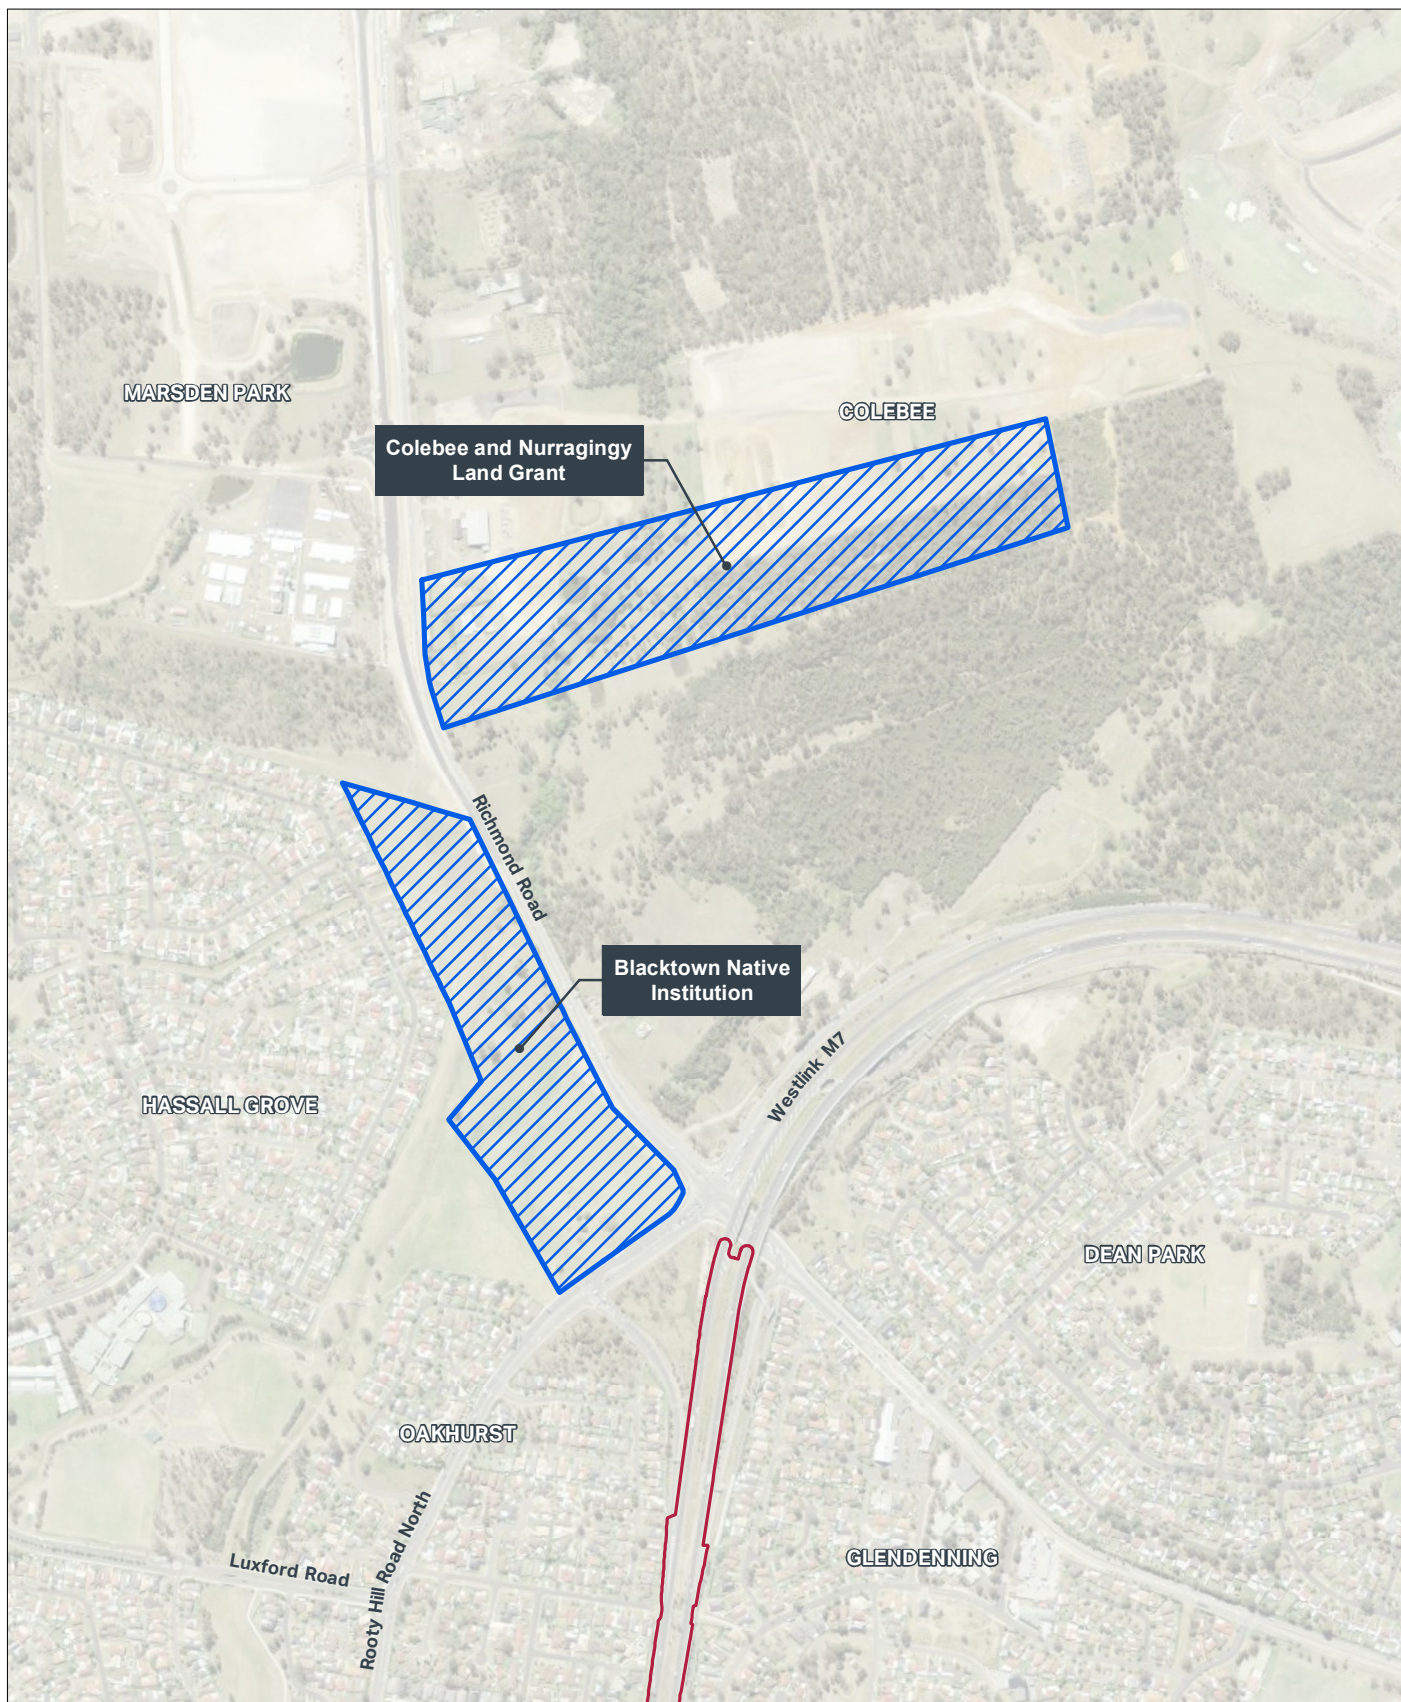 MARSDEN PARK
COLEBEE
Colebee and Nurragingy
Land Grant
Richmond Road
Blacktown Native
Institution
Westlink M7
HASSALL GROVE
DEAN PARK
OAKHURST
Rooty Hill Road North
Luxford Road
GLENDENNING